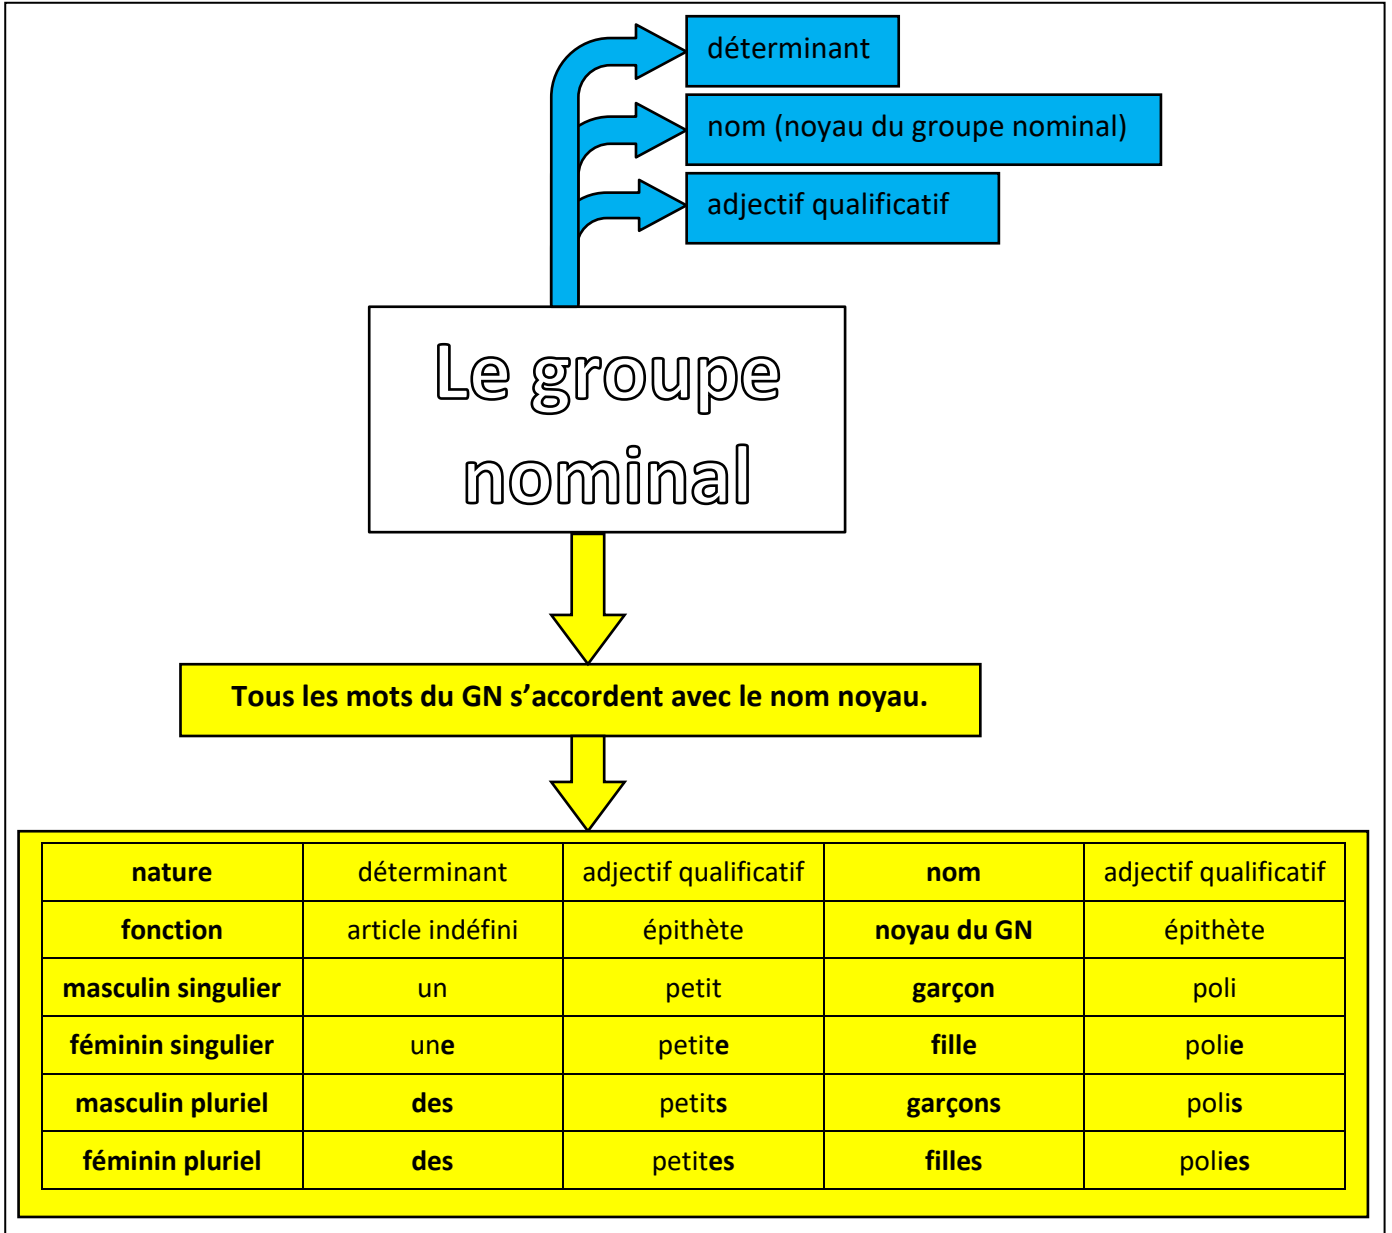 déterminant
nom (noyau du groupe nominal)
adjectif qualificatif
Le groupe
nominal
Tous les mots du GN s’accordent avec le nom noyau.
nature déterminant adjectif qualificatif nom adjectif qualificatif
fonction article indéfini épithète noyau du GN épithète
masculin singulier un petit garçon poli
féminin singulier une petite fille polie
masculin pluriel des petits garçons polis
féminin pluriel des petites filles polies